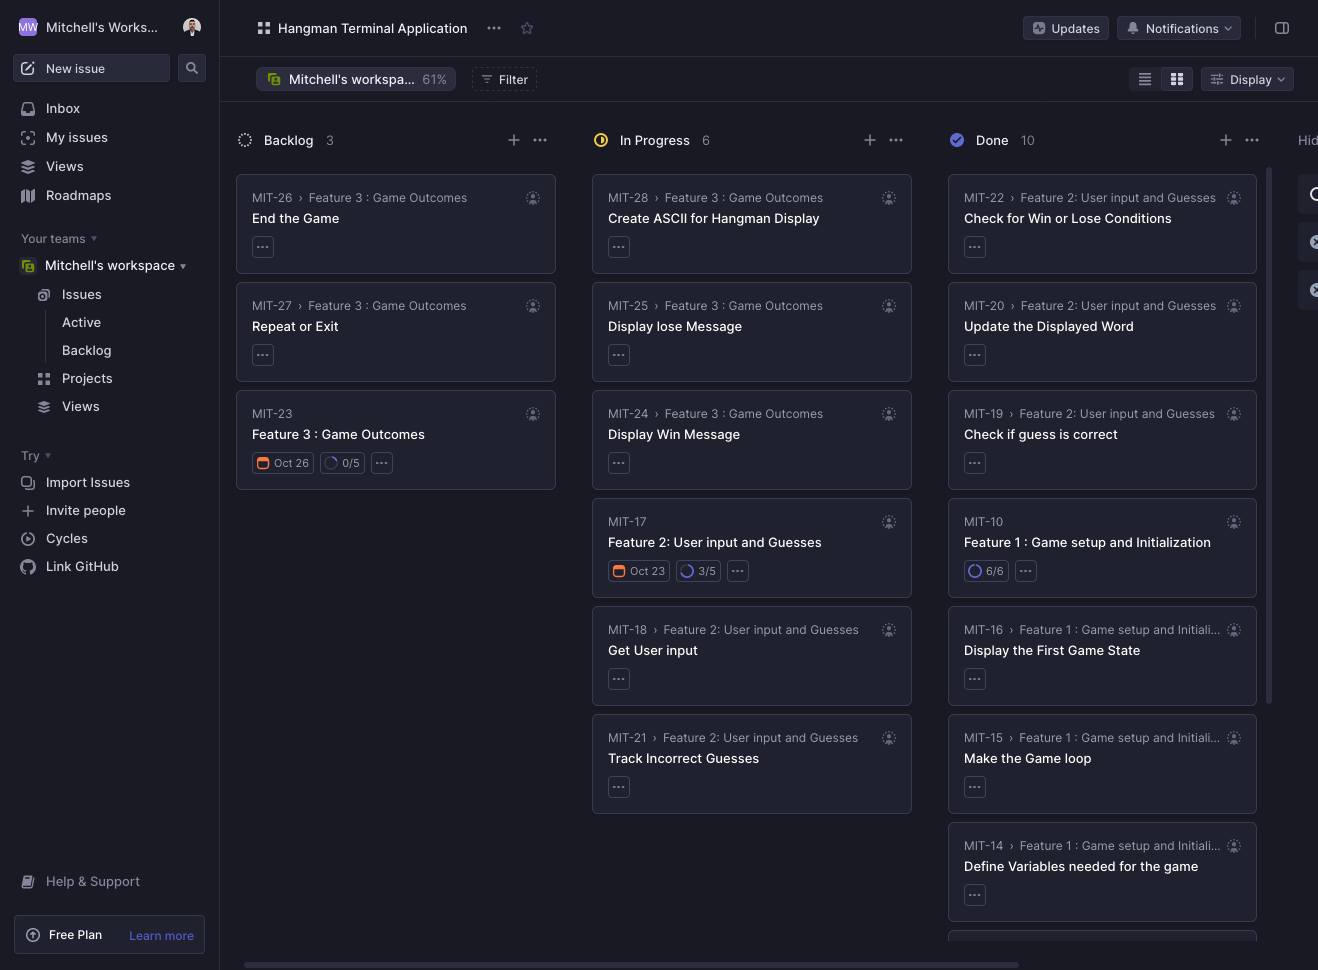 MW Mitchell's Works...
New issue
Inbox
My issues
Views
Roadmaps
Your teams
Mitchell's workspace
Issues
Active
Backlog
Projects
Views
Try
Import Issues
Invite people
Cycles
Link GitHub
Help & Support
Free Plan Learn more
Hangman Terminal Application
Updates
Notifications
Mitchell's workspa... 61%
Filter
Display
Backlog 3
MIT-26 › Feature 3 : Game Outcomes
End the Game
MIT-27 › Feature 3 : Game Outcomes
Repeat or Exit
MIT-23
Feature 3 : Game Outcomes
Oct 26 0/5
In Progress 6
MIT-28 › Feature 3 : Game Outcomes
Create ASCII for Hangman Display
MIT-25 › Feature 3 : Game Outcomes
Display lose Message
MIT-24 › Feature 3 : Game Outcomes
Display Win Message
MIT-17
Feature 2: User input and Guesses
Oct 23 3/5
MIT-18 › Feature 2: User input and Guesses
Get User input
MIT-21 › Feature 2: User input and Guesses
Track Incorrect Guesses
Done 10
MIT-22 › Feature 2: User input and Guesses
Check for Win or Lose Conditions
MIT-20 › Feature 2: User input and Guesses
Update the Displayed Word
MIT-19 › Feature 2: User input and Guesses
Check if guess is correct
MIT-10
Feature 1 : Game setup and Initialization
6/6
MIT-16 › Feature 1 : Game setup and Initiali...
Display the First Game State
MIT-15 › Feature 1 : Game setup and Initiali...
Make the Game loop
MIT-14 › Feature 1 : Game setup and Initiali...
Define Variables needed for the game
Hid